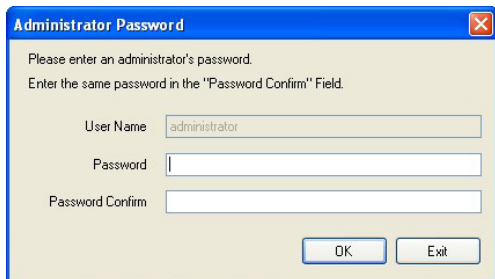 Administrator Password
Please enter an administrator's password.
Enter the same password in the "Password Confirm" Field.
User Name administrator
Password
Password Confirm
OK Exit